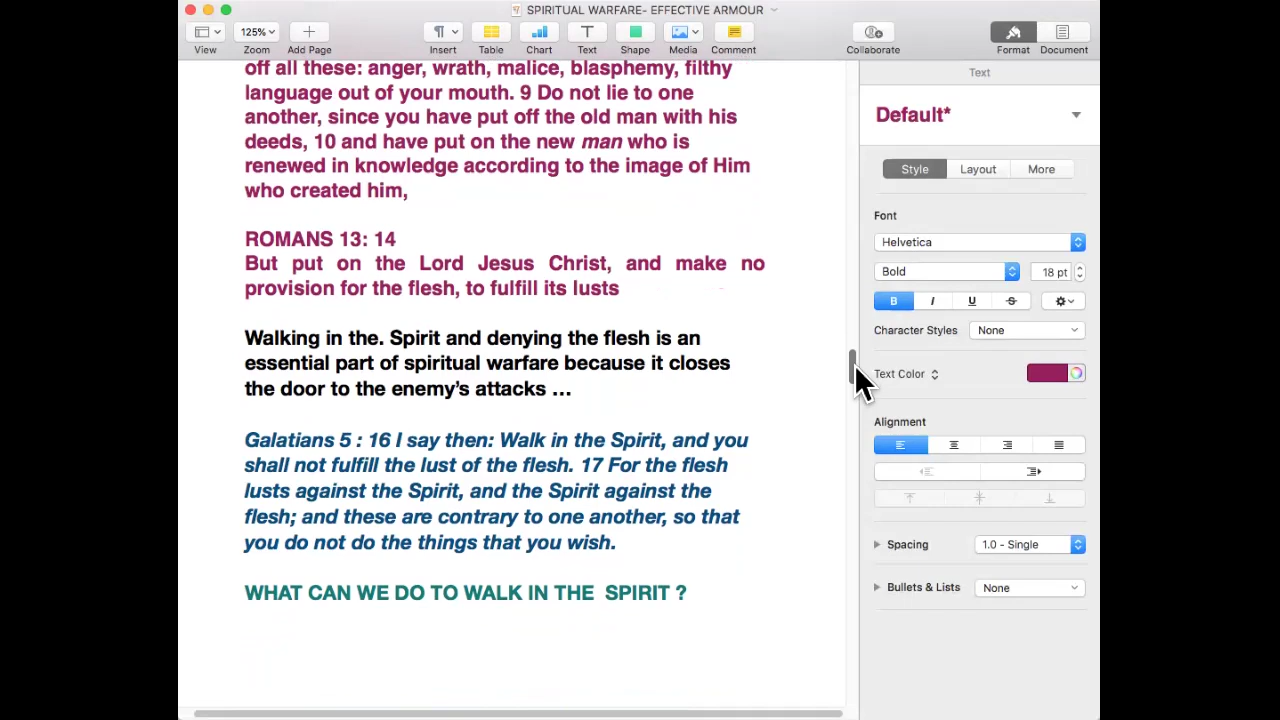 SPIRITUAL WARFARE- EFFECTIVE ARMOUR
125%
View
Zoom
Add Page
Insert
Table
Chart
Text
Shape
Media
Comment
Collaborate
Format
Document
off all these: anger, wrath, malice, blasphemy, filthy
language out of your mouth. 9 Do not lie to one
another, since you have put off the old man with his
deeds, 10 and have put on the new man who is
renewed in knowledge according to the image of Him
who created him,
ROMANS 13: 14
But put on the Lord Jesus Christ, and make no
provision for the flesh, to fulfill its lusts
Walking in the. Spirit and denying the flesh is an
essential part of spiritual warfare because it closes
the door to the enemy’s attacks …
Galatians 5 : 16 I say then: Walk in the Spirit, and you
shall not fulfill the lust of the flesh. 17 For the flesh
lusts against the Spirit, and the Spirit against the
flesh; and these are contrary to one another, so that
you do not do the things that you wish.
WHAT CAN WE DO TO WALK IN THE SPIRIT ?
Text
Default*
Style
Layout
More
Font
Helvetica
Bold
18 pt
B
I
U
S
Character Styles
None
Text Color
Alignment
Spacing
1.0 - Single
Bullets & Lists
None